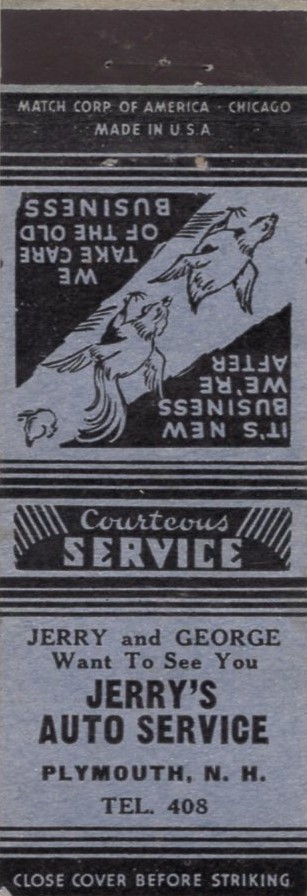 MATCH CORP. OF AMERICA · CHICAGO
MADE IN U.S.A.
IT'S NEW
BUSINESS
WE'RE
AFTER
WE
TAKE CARE
OF THE OLD
BUSINESS
Courteous
SERVICE
JERRY and GEORGE
Want To See You
JERRY'S
AUTO SERVICE
PLYMOUTH, N. H.
TEL. 408
CLOSE COVER BEFORE STRIKING